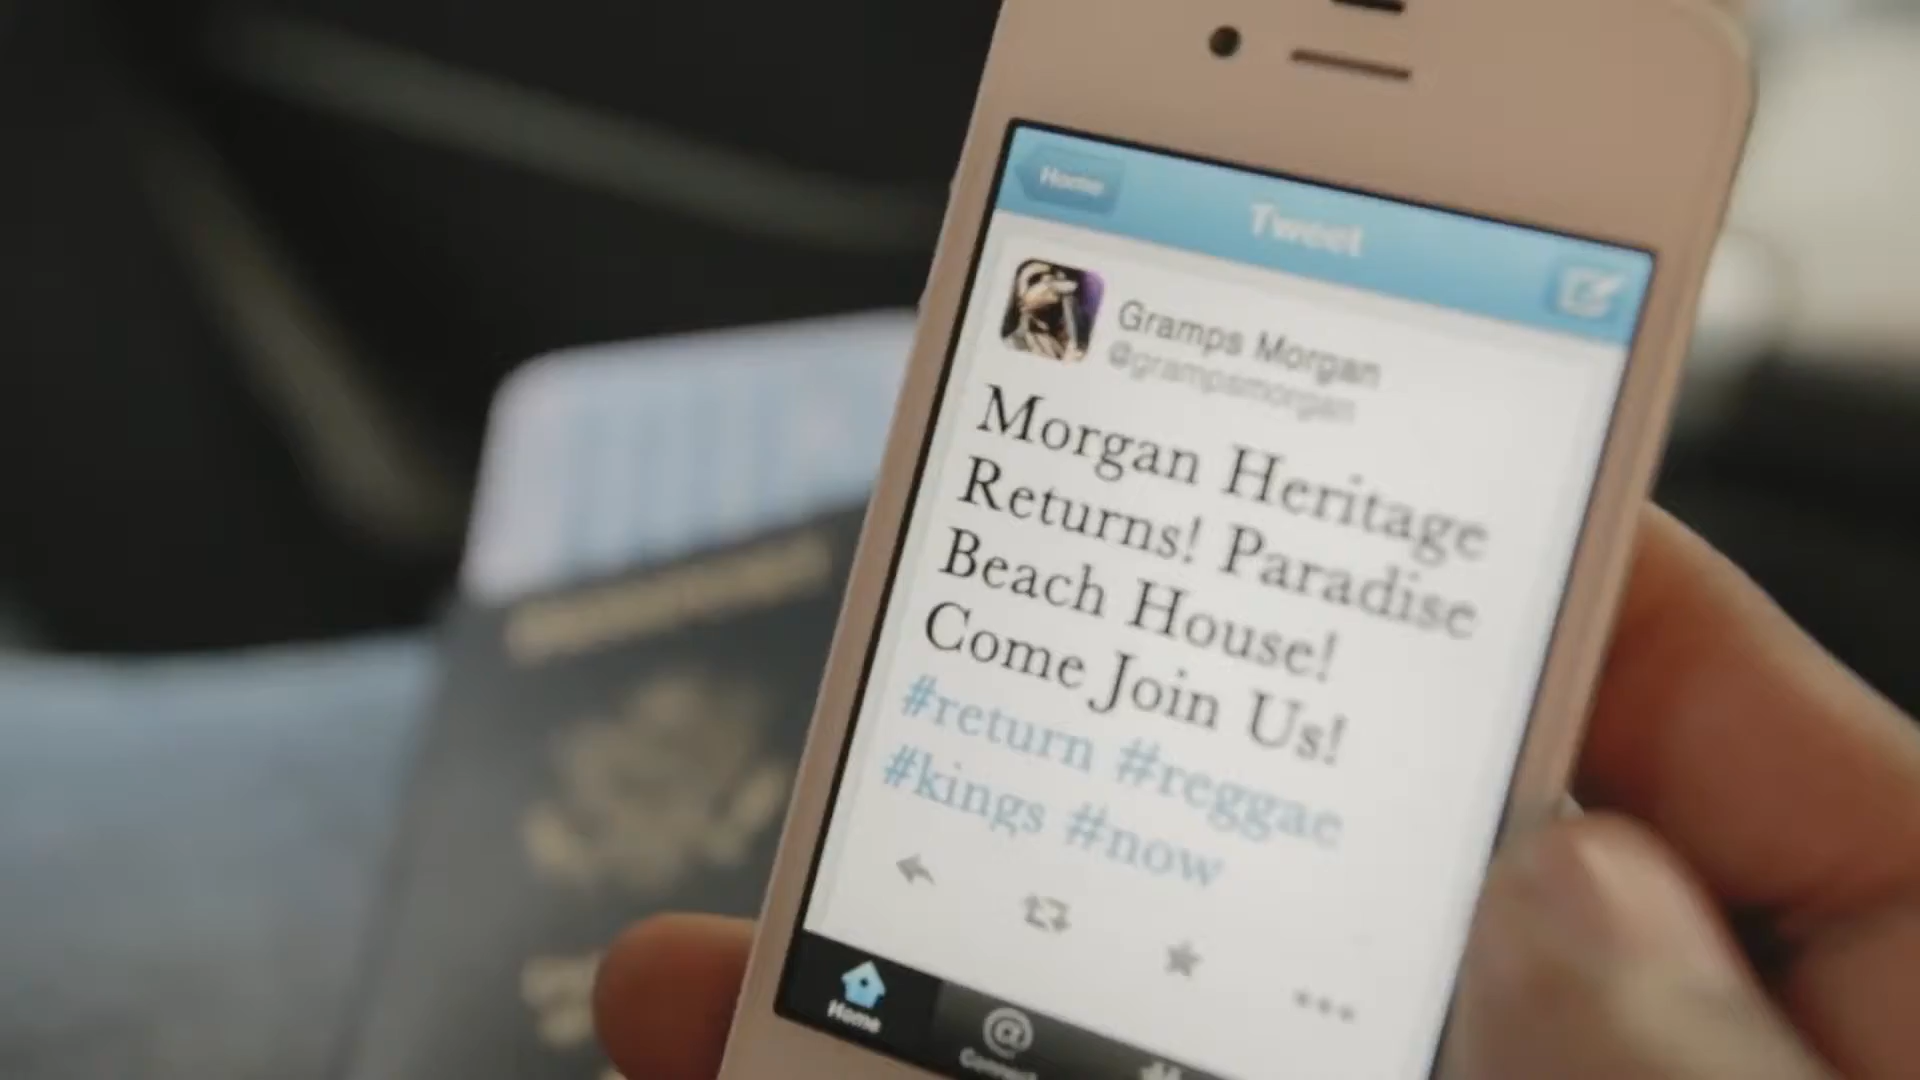 Home
Tweet
Gramps Morgan
@grampsmorgan
Morgan Heritage
Returns! Paradise
Beach House!
Come Join Us!
#return #reggae
#kings #now
Home
Connect